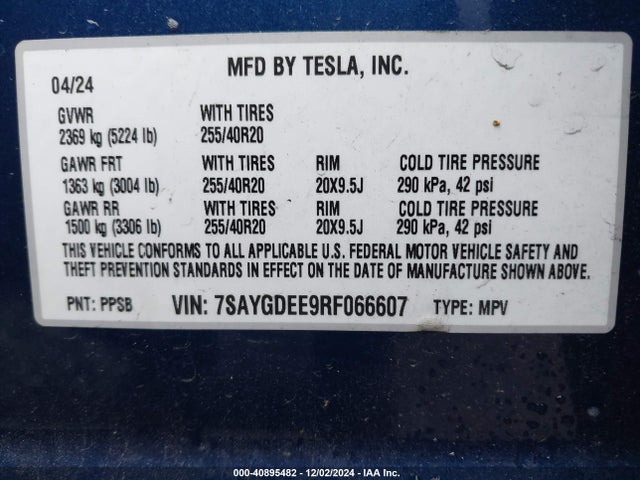 MFD BY TESLA, INC.
04/24
GVWR WITH TIRES
2369 kg (5224 lb) 255/40R20
GAWR FRT WITH TIRES RIM COLD TIRE PRESSURE
1363 kg (3004 lb) 255/40R20 20X9.5J 290 kPa, 42 psi
GAWR RR WITH TIRES RIM COLD TIRE PRESSURE
1500 kg (3306 lb) 255/40R20 20X9.5J 290 kPa, 42 psi
THIS VEHICLE CONFORMS TO ALL APPLICABLE U.S. FEDERAL MOTOR VEHICLE SAFETY AND
THEFT PREVENTION STANDARDS IN EFFECT ON THE DATE OF MANUFACTURE SHOWN ABOVE.
PNT: PPSB VIN: 7SAYGDEE9RF066607 TYPE: MPV
000-40895482 - 12/02/2024 - IAA Inc.